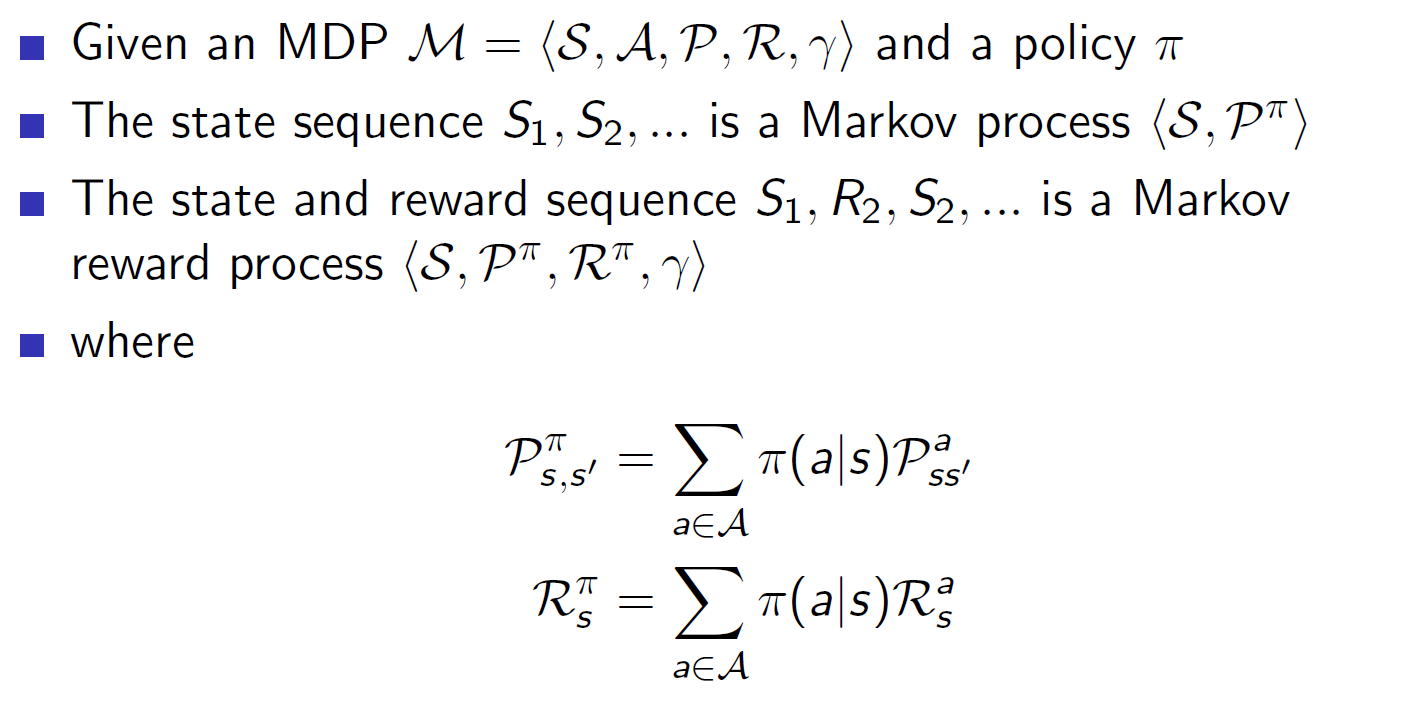 Given an MDP ℳ = ⟨𝒮, 𝒜, 𝒫, ℛ, γ⟩ and a policy π
The state sequence S₁, S₂, ... is a Markov process ⟨𝒮, 𝒫^π⟩
The state and reward sequence S₁, R₂, S₂, ... is a Markov
reward process ⟨𝒮, 𝒫^π, ℛ^π, γ⟩
where
𝒫^π_{s,s′} = ∑_{a∈𝒜} π(a|s)𝒫^a_{ss′}
ℛ^π_s = ∑_{a∈𝒜} π(a|s)ℛ^a_s